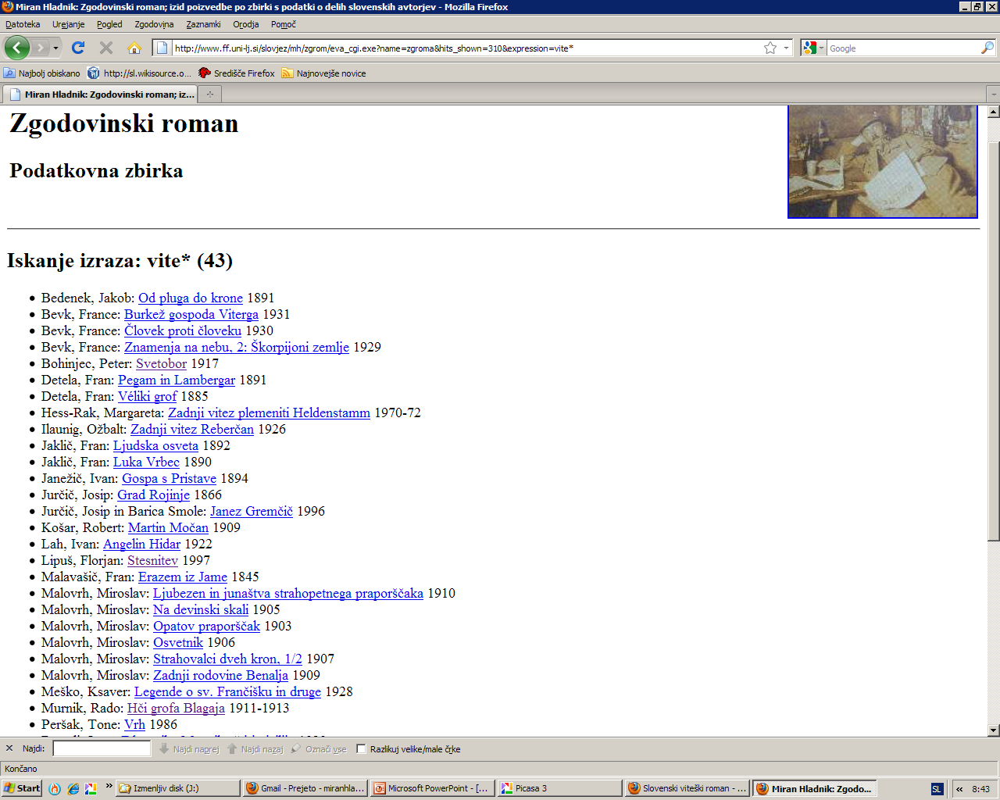 Miran Hladnik: Zgodovinski roman; izid poizvedbe po zbirki s podatki o delih slovenskih avtorjev - Mozilla Firefox
Datoteka Urejanje Pogled Zgodovina Zaznamki Orodja Pomoč
http://www.ff.uni-lj.si/slovjez/mh/zgrom/eva_cgi.exe?name=zgroma&hits_shown=310&expression=vite* Google
Najbolj obiskano http://sl.wikisource.o... Središče Firefox Najnovejše novice
Miran Hladnik: Zgodovinski roman; iz...
Zgodovinski roman
Podatkovna zbirka
Iskanje izraza: vite* (43)
• Bedenek, Jakob: Od pluga do krone 1891
• Bevk, France: Burkež gospoda Viterga 1931
• Bevk, France: Človek proti človeku 1930
• Bevk, France: Znamenja na nebu, 2: Škorpijoni zemlje 1929
• Bohinjec, Peter: Svetobor 1917
• Detela, Fran: Pegam in Lambergar 1891
• Detela, Fran: Véliki grof 1885
• Hess-Rak, Margareta: Zadnji vitez plemeniti Heldenstamm 1970-72
• Ilaunig, Ožbalt: Zadnji vitez Reberčan 1926
• Jaklič, Fran: Ljudska osveta 1892
• Jaklič, Fran: Luka Vrbec 1890
• Janežič, Ivan: Gospa s Pristave 1894
• Jurčič, Josip: Grad Rojinje 1866
• Jurčič, Josip in Barica Smole: Janez Gremčič 1996
• Košar, Robert: Martin Močan 1909
• Lah, Ivan: Angelin Hidar 1922
• Lipuš, Florjan: Stesnitev 1997
• Malavašič, Fran: Erazem iz Jame 1845
• Malovrh, Miroslav: Ljubezen in junaštva strahopetnega praporščaka 1910
• Malovrh, Miroslav: Na devinski skali 1905
• Malovrh, Miroslav: Opatov praporščak 1903
• Malovrh, Miroslav: Osvetnik 1906
• Malovrh, Miroslav: Strahovalci dveh kron, 1/2 1907
• Malovrh, Miroslav: Zadnji rodovine Benalja 1909
• Meško, Ksaver: Legende o sv. Frančišku in druge 1928
• Murnik, Rado: Hči grofa Blagaja 1911-1913
• Peršak, Tone: Vrh 1986
Najdi: Najdi naprej Najdi nazaj Označi vse Razlikuj velike/male črke
Končano
Start » Izmenljiv disk (J:) Gmail - Prejeto - miranhla... Microsoft PowerPoint - [... Picasa 3 Slovenski viteški roman - ... Miran Hladnik: Zgodo... SL « 8:43